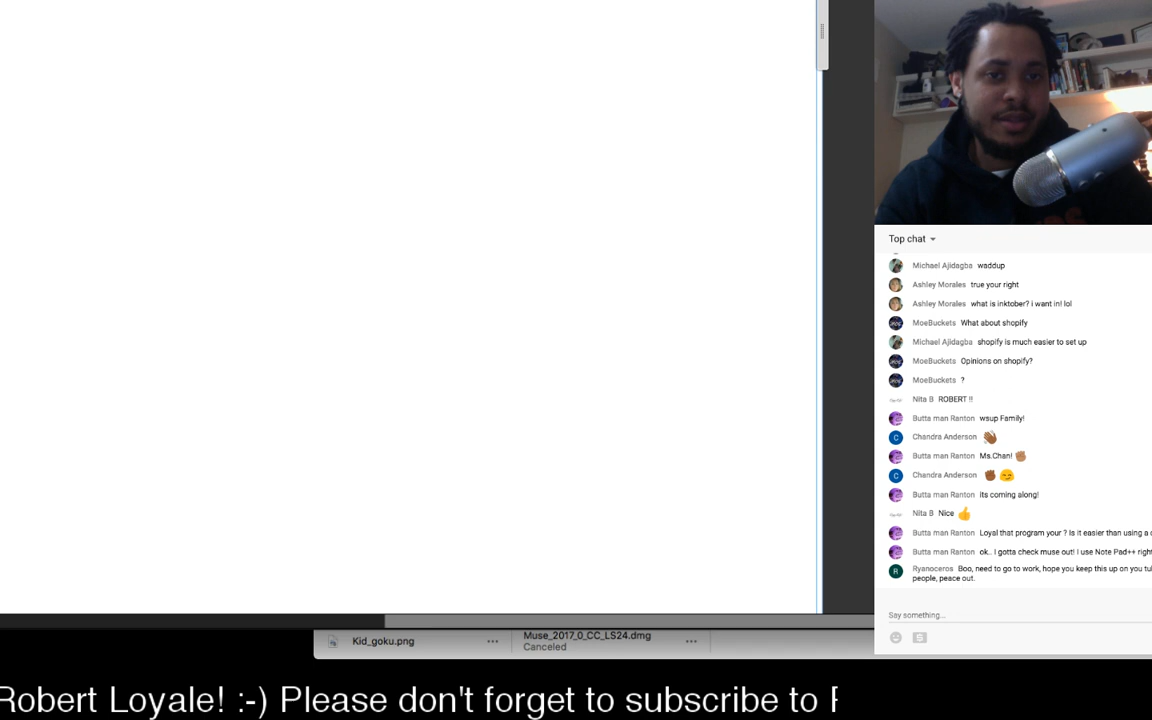 Top chat
Michael Ajidagba waddup
Ashley Morales true your right
Ashley Morales what is inktober? i want in! lol
MoeBuckets What about shopify
Michael Ajidagba shopify is much easier to set up
MoeBuckets Opinions on shopify?
MoeBuckets ?
Nita B ROBERT !!
Butta man Ranton wsup Family!
Chandra Anderson
Butta man Ranton Ms.Chan!
Chandra Anderson
Butta man Ranton its coming along!
Nita B Nice
Butta man Ranton Loyal that program your ? Is it easier than using a
Butta man Ranton ok.. I gotta check muse out! I use Note Pad++ right
Ryanoceros Boo, need to go to work, hope you keep this up on you tu
people, peace out.
Say something...
Kid_goku.png
Muse_2017_0_CC_LS24.dmg
Canceled
Robert Loyale! :-) Please don't forget to subscribe to